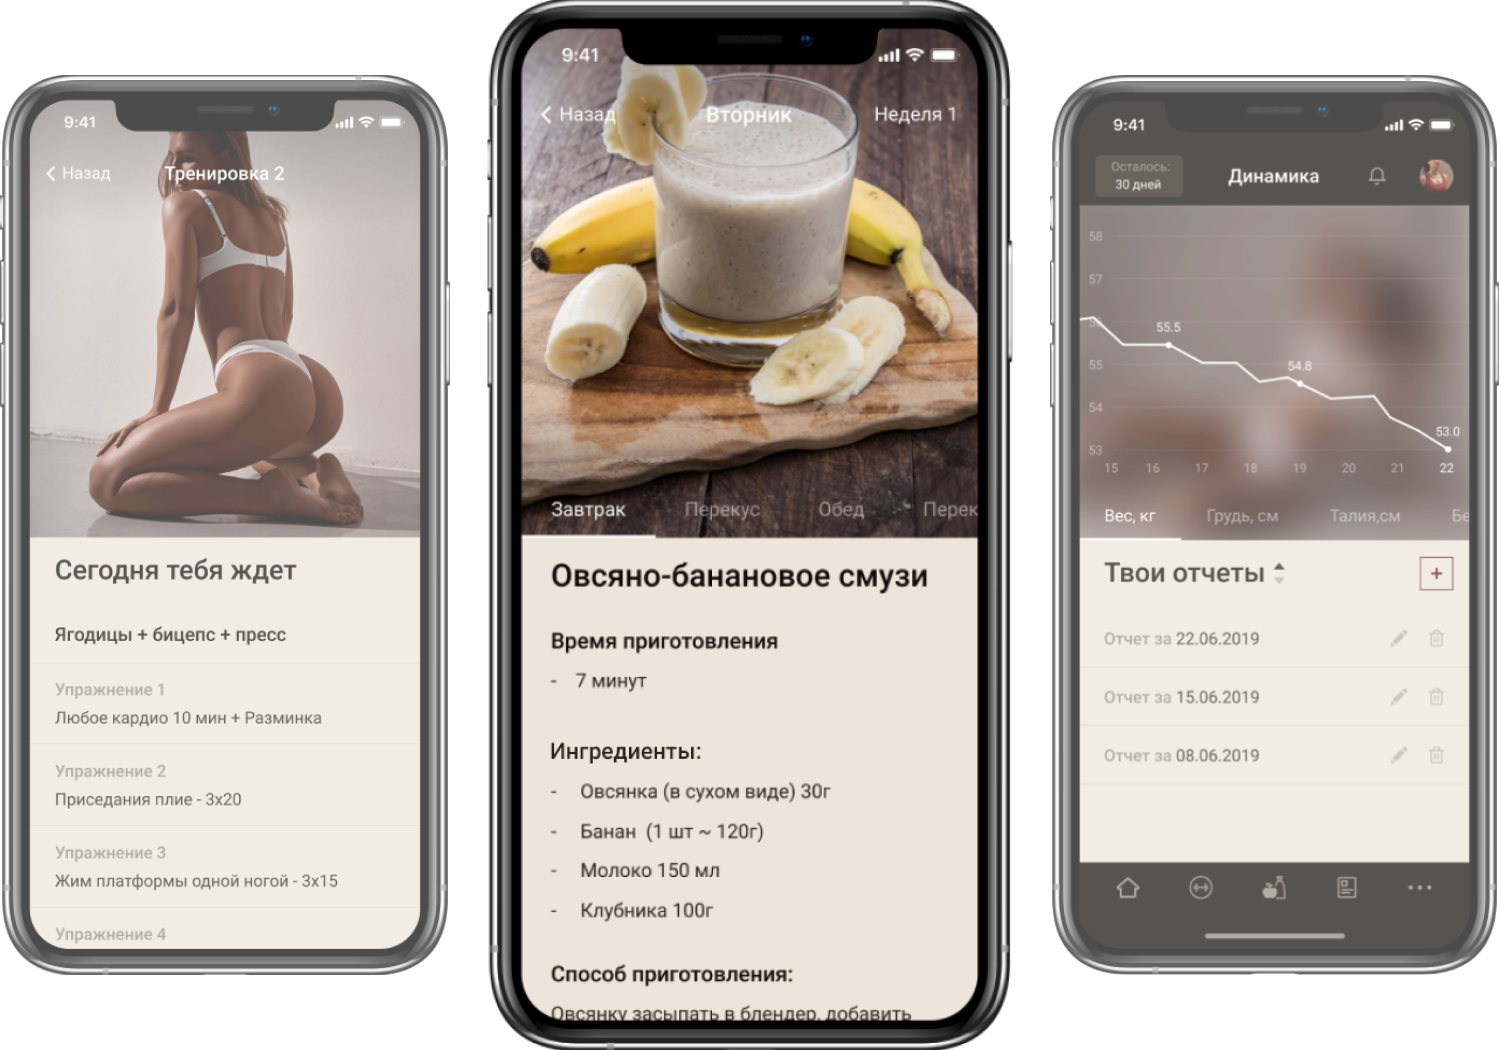 9:41
Назад
Тренировка 2
Сегодня тебя ждет
Ягодицы + бицепс + пресс
Упражнение 1
Любое кардио 10 мин + Разминка
Упражнение 2
Приседания плие - 3х20
Упражнение 3
Жим платформы одной ногой - 3х15
Упражнение 4
9:41
Назад
Вторник
Неделя 1
Завтрак
Перекус
Обед
Перек
Овсяно-банановое смузи
Время приготовления
- 7 минут
Ингредиенты:
- Овсянка (в сухом виде) 30г
- Банан (1 шт ~ 120г)
- Молоко 150 мл
- Клубника 100г
Способ приготовления:
Овсянку засыпать в блендер, добавить
9:41
Осталось:
30 дней
Динамика
58
57
56
55.5
55
54.8
54
53.0
53
15 16 17 18 19 20 21 22
Вес, кг
Грудь, см
Талия,см
Бе
Твои отчеты
+
Отчет за 22.06.2019
Отчет за 15.06.2019
Отчет за 08.06.2019